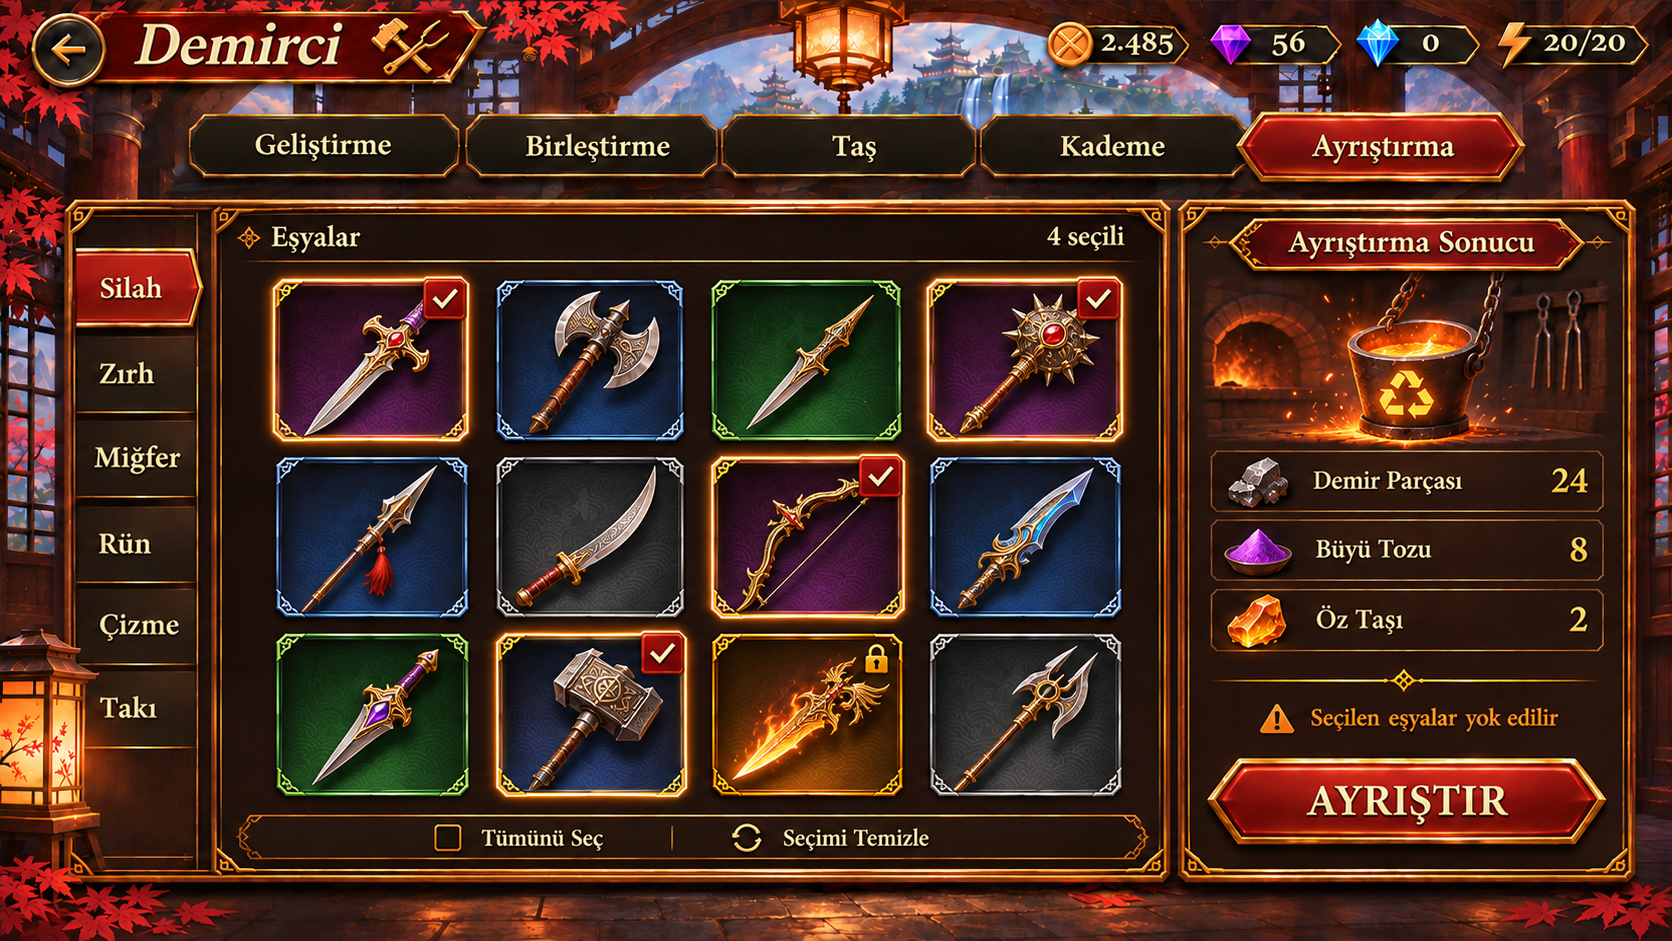 Demirci
2.485
56
0
20/20
Geliştirme
Birleştirme
Taş
Kademe
Ayrıştırma
Silah
Zırh
Miğfer
Rün
Çizme
Takı
Eşyalar
4 seçili
Tümünü Seç
Seçimi Temizle
Ayrıştırma Sonucu
Demir Parçası 24
Büyü Tozu 8
Öz Taşı 2
Seçilen eşyalar yok edilir
AYRIŞTIR